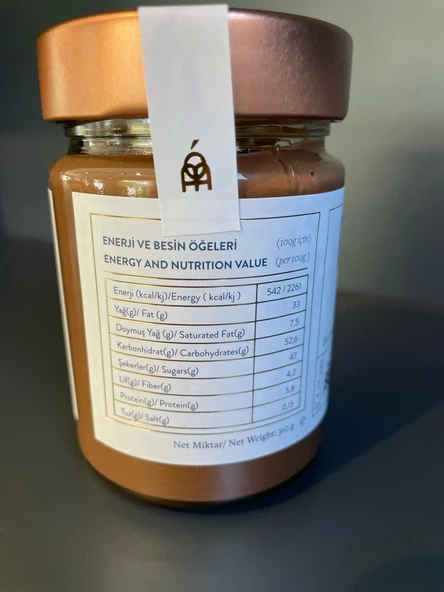 ENERJİ VE BESİN ÖĞELERİ (100g için)
ENERGY AND NUTRITION VALUE (per 100g)
Enerji (kcal/kj)/Energy ( kcal/kj ) 542 / 2261
Yağ(g)/ Fat (g) 33
Doymuş Yağ (g)/ Saturated Fat(g) 7,5
Karbonhidrat(g)/ Carbohydrates(g) 52,6
Şekerler(g)/ Sugars(g) 47
Lif(g)/ Fiber(g) 4,2
Protein(g)/ Protein(g) 5,8
Tuz(g)/ Salt(g) 0,15
Net Miktar/ Net Weight: 310 g ℮